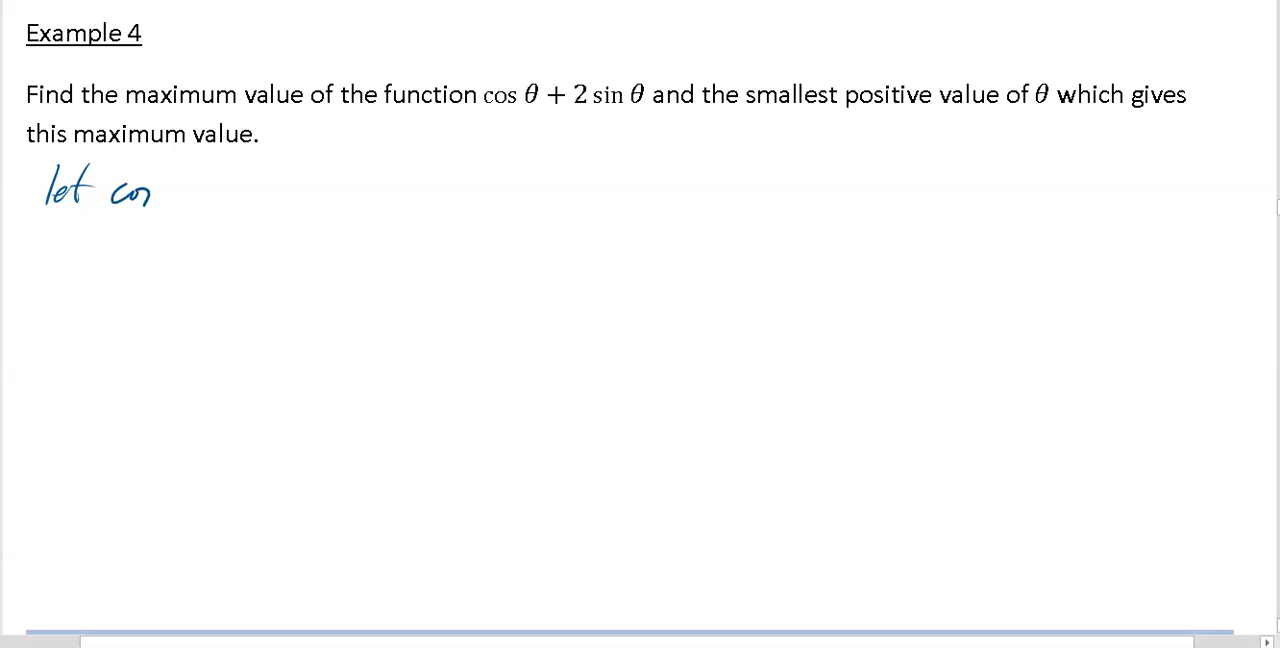 Example 4
Find the maximum value of the function cos θ + 2 sin θ and the smallest positive value of θ which gives
this maximum value.
let cos